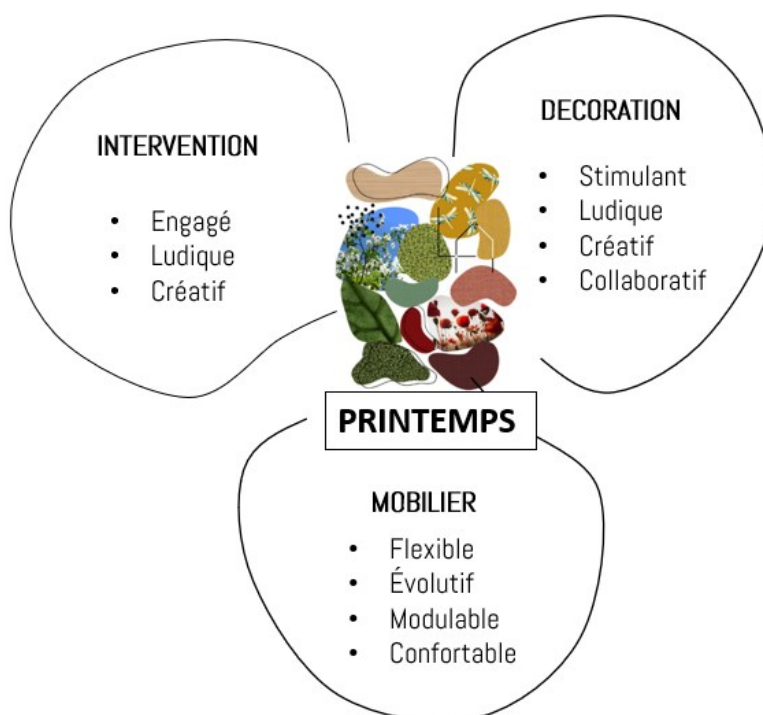 INTERVENTION
• Engagé
• Ludique
• Créatif
DECORATION
• Stimulant
• Ludique
• Créatif
• Collaboratif
PRINTEMPS
MOBILIER
• Flexible
• Évolutif
• Modulable
• Confortable